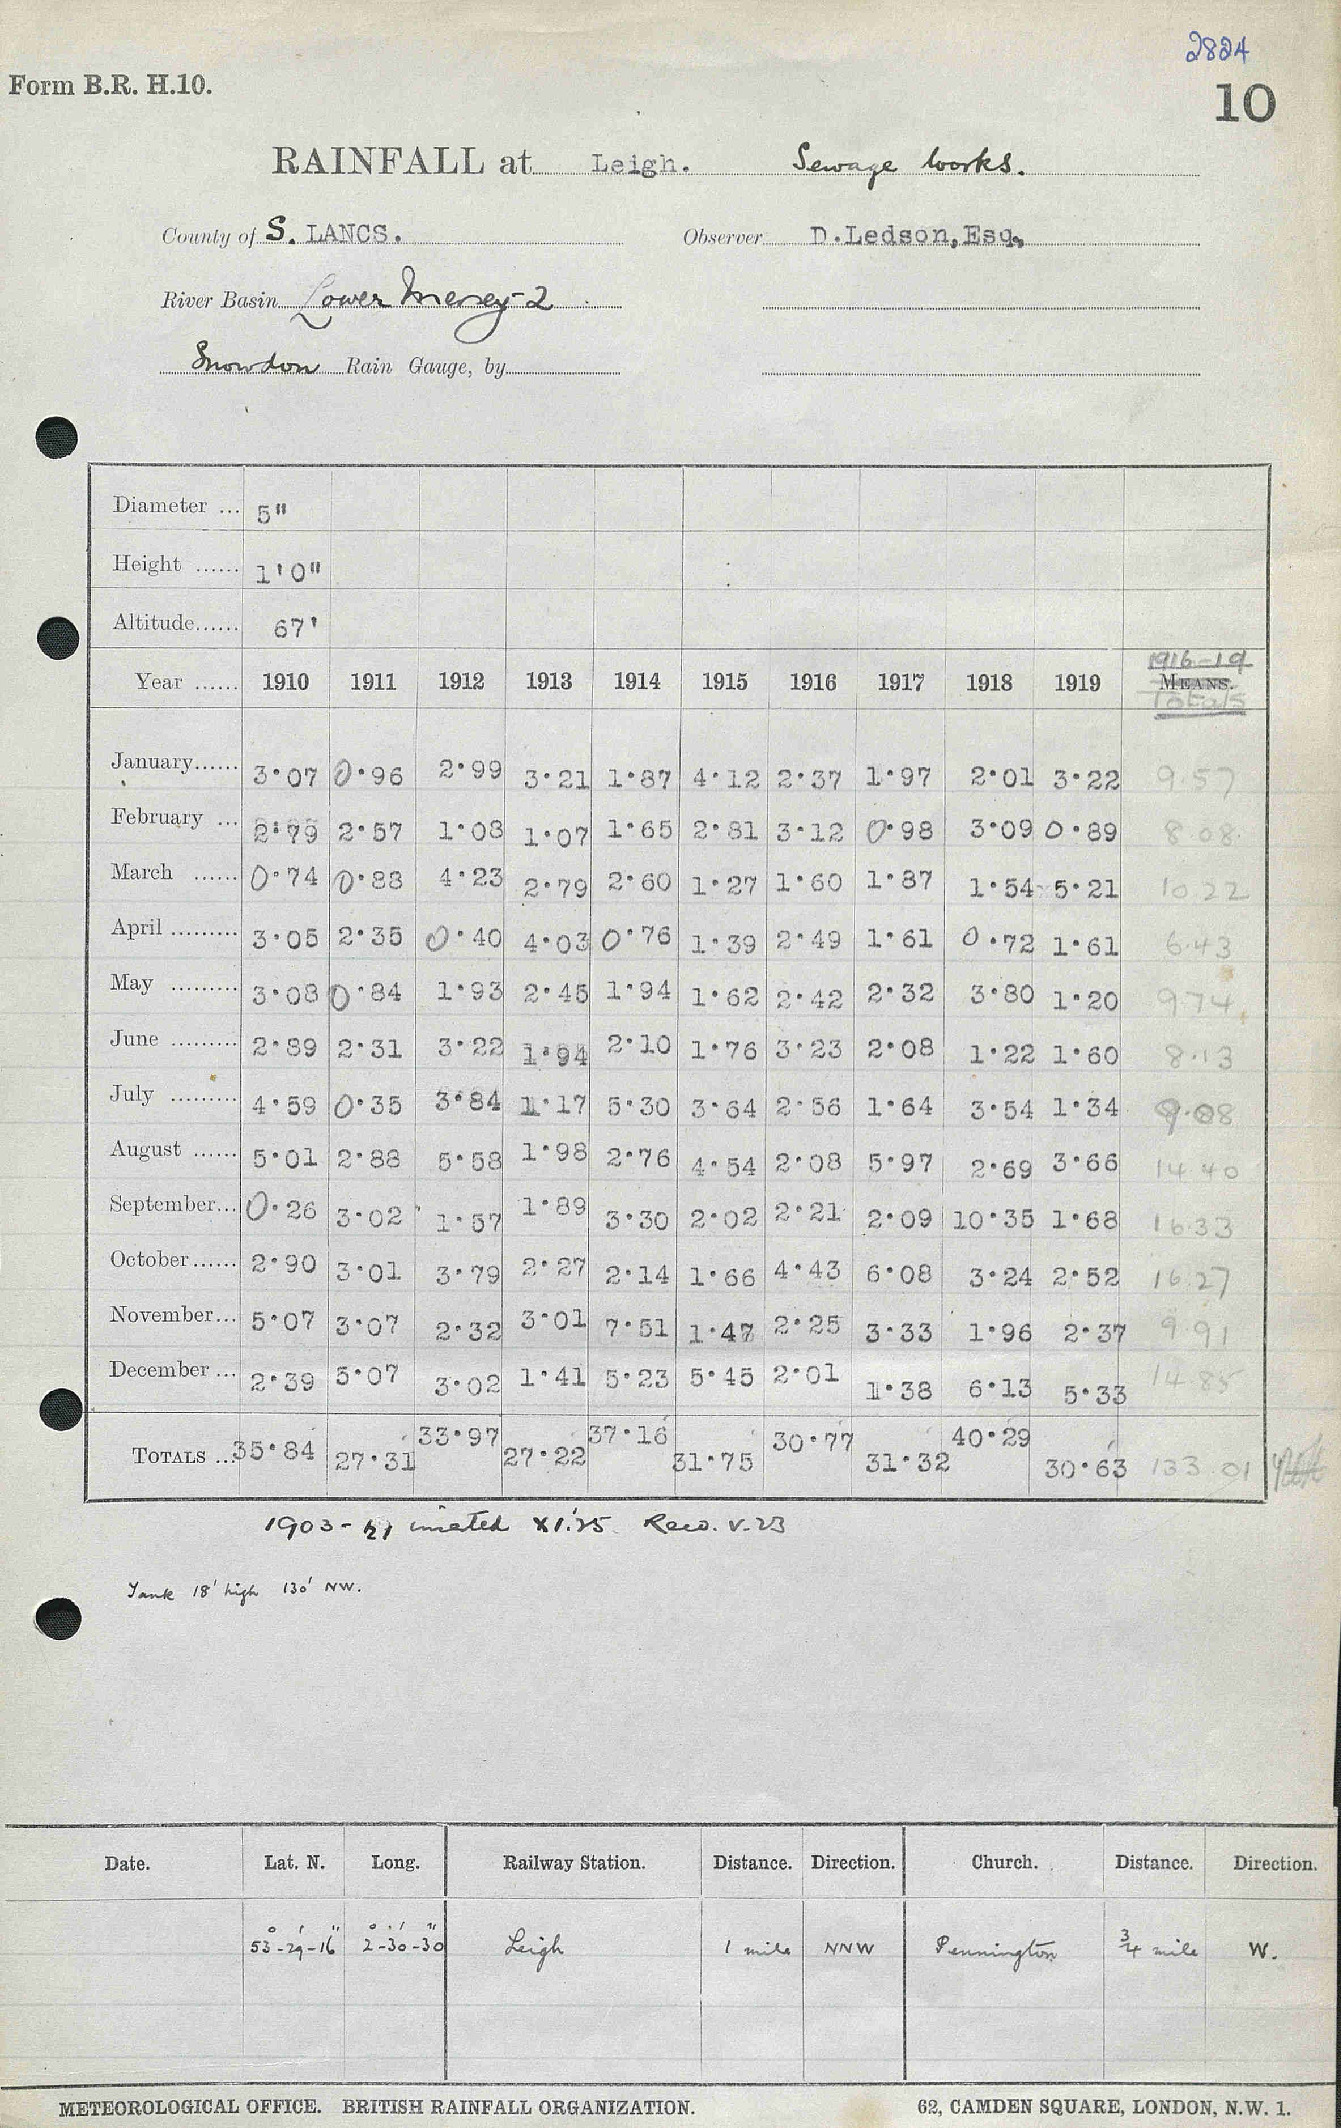 2824
Form B.R. H.10.
10
RAINFALL at Leigh. Sewage Works.
County of S. LANCS. Observer D.Ledson,Esq.,
River Basin Lower Mersey-2
Snowdon Rain Gauge, by
Diameter ... 5"
Height ...... 1'0"
Altitude...... 67'
1916-19
Year ...... 1910 1911 1912 1913 1914 1915 1916 1917 1918 1919 MEANS.
Totals
January...... 3·07 0·96 2·99 3·21 1·87 4·12 2·37 1·97 2·01 3·22 9.57
February ... 2·79 2·57 1·08 1·07 1·65 2·81 3·12 0·98 3·09 0·89 8.08
March ...... 0·74 0·88 4·23 2·79 2·60 1·27 1·60 1·87 1·54 5·21 10.22
April ......... 3·05 2·35 0·40 4·03 0·76 1·39 2·49 1·61 0·72 1·61 6.43
May ......... 3·08 0·84 1·93 2·45 1·94 1·62 2·42 2·32 3·80 1·20 9.74
June ......... 2·89 2·31 3·22 1·94 2·10 1·76 3·23 2·08 1·22 1·60 8.13
July ......... 4·59 0·35 3·84 1·17 5·30 3·64 2·56 1·64 3·54 1·34 9.08
August ...... 5·01 2·88 5·58 1·98 2·76 4·54 2·08 5·97 2·69 3·66 14.40
September... 0·26 3·02 1·57 1·89 3·30 2·02 2·21 2·09 10·35 1·68 16.33
October...... 2·90 3·01 3·79 2·27 2·14 1·66 4·43 6·08 3·24 2·52 16.27
November... 5·07 3·07 2·32 3·01 7·51 1·47 2·25 3·33 1·96 2·37 9.91
December ... 2·39 5·07 3·02 1·41 5·23 5·45 2·01 1·38 6·13 5·33 14.85
TOTALS ... 35·84 27·31 33·97 27·22 37·16 31·75 30·77 31·32 40·29 30·63 133.01
1903- X1.25 V.23
Tank 18' high 130' NW.
Date. Lat. N. Long. Railway Station. Distance. Direction. Church. Distance. Direction.
53°-29'-16" 2°-30'-30" Leigh 1 mile NNW Pennington 3/4 mile W.
METEOROLOGICAL OFFICE. BRITISH RAINFALL ORGANIZATION. 62, CAMDEN SQUARE, LONDON, N.W. 1.